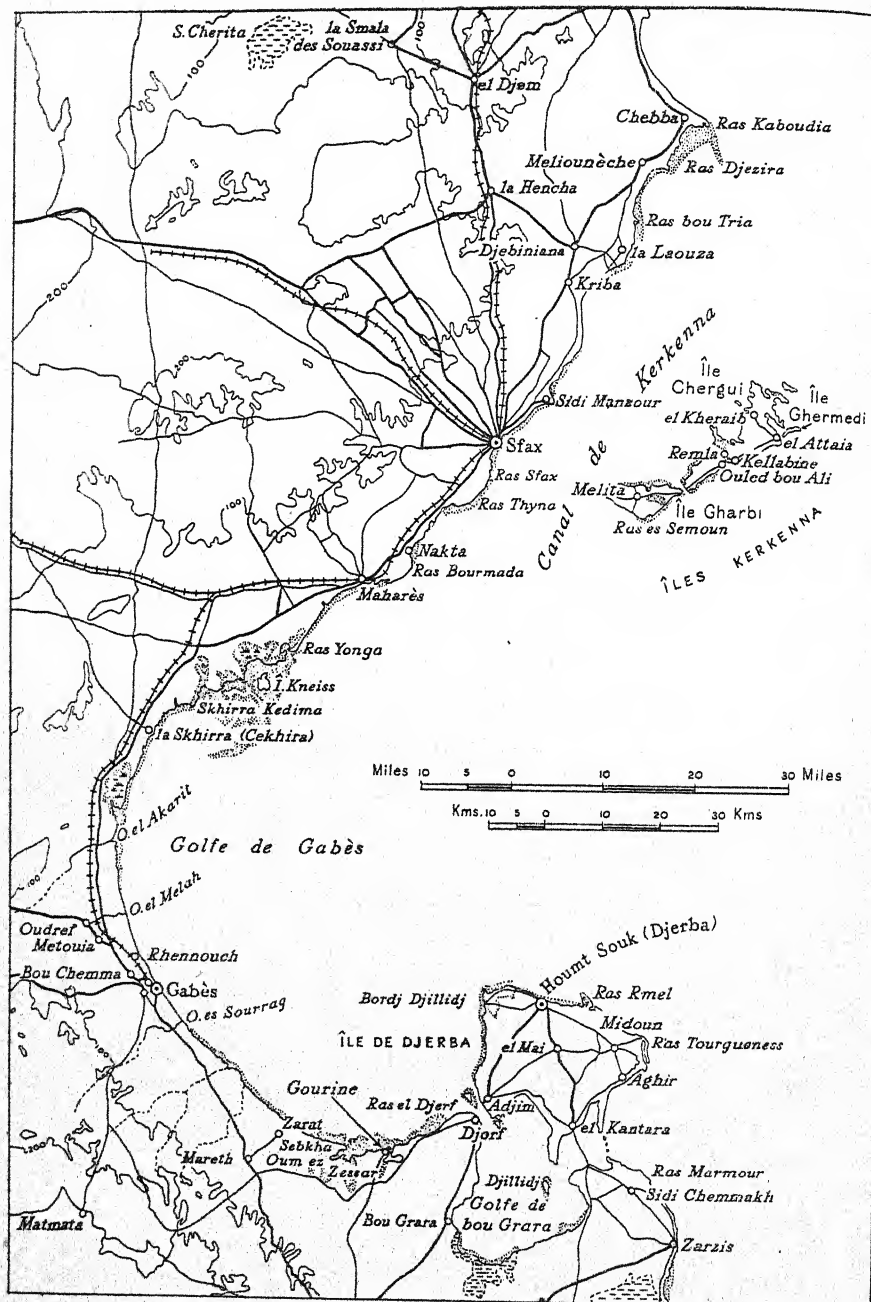 S. Cherita
la Smala
des Souassi
100
100
el Djem
Chebba
Ras Kaboudia
Meliounèche
Ras Djezira
la Hencha
Ras bou Tria
Djebiniana
la Laouza
200
Kriba
Canal de Kerkenna
200
Île
Chergui
Île
Ghermedi
Sidi Manzour
el Kheraib
Sfax
el Attaia
Remla
Kellabine
Ras Sfax
Ouled bou Ali
Melita
100
Ras Thyna
Île Gharbi
Ras es Semoun
Nakta
ÎLES KERKENNA
Ras Bourmada
Maharès
Ras Yonga
Î. Kneiss
Skhirra Kedima
la Skhirra (Cekhira)
Miles 10 5 0 10 20 30 Miles
Kms. 10 5 0 10 20 30 Kms
O. el Akarit
Golfe de Gabès
100
O. el Melah
Oudref
Metouia
Rhennouch
Houmt Souk (Djerba)
Bou Chemma
Gabès
Bordj Djillidj
Ras Rmel
O. es Sourrag
Midoun
ÎLE DE DJERBA
el Mai
Ras Tourgueness
100
Aghir
Gourine
Ras el Djerf
Adjim
Zarat
Djorf
el Kantara
Sebkha
Oum ez
Zessar
Mareth
200
Ras Marmour
Djillidj
Sidi Chemmakh
Matmata
Bou Grara
Golfe de
bou Grara
Zarzis